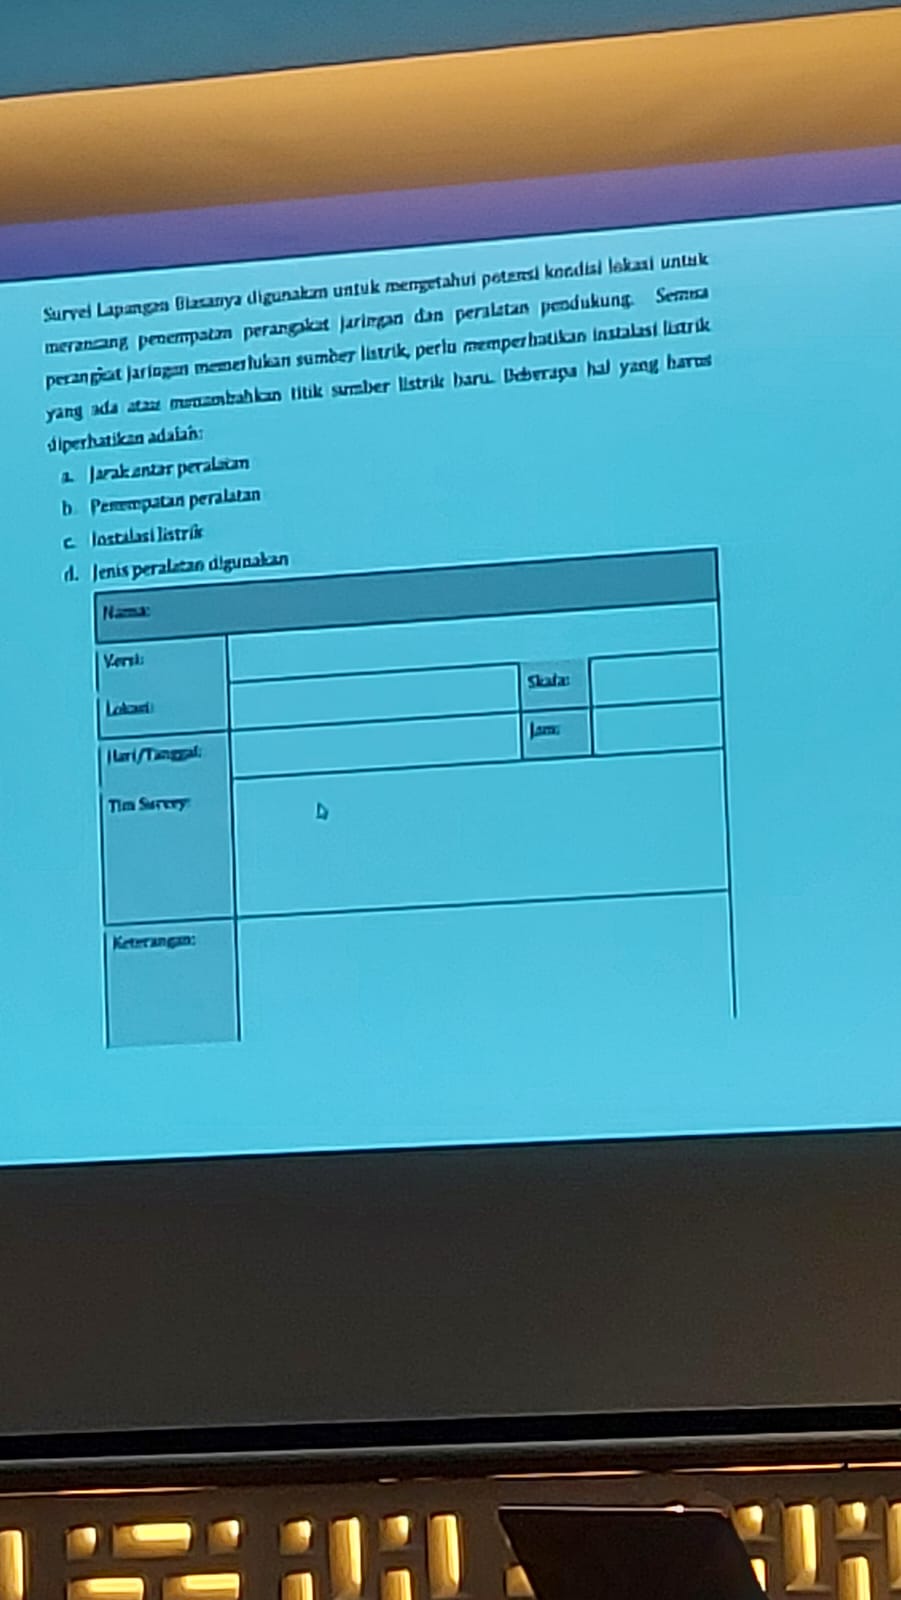 Survei Lapangan Biasanya digunakan untuk mengetahui potensi kondisi lokasi untuk
merancang penempatan perangakat jaringan dan peralatan pendukung. Semua
perangkat jaringan memerlukan sumber listrik, perlu memperhatikan instalasi listrik
yang ada atau menambahkan titik sumber listrik baru. Beberapa hal yang harus
diperhatikan adalah:
a. Jarak antar peralatan
b. Penempatan peralatan
c. Instalasi listrik
d. Jenis peralatan digunakan
Nama:
Versi:
Lokasi: Skala:
Hari/Tanggal: Jam:
Tim Survey:
Keterangan: